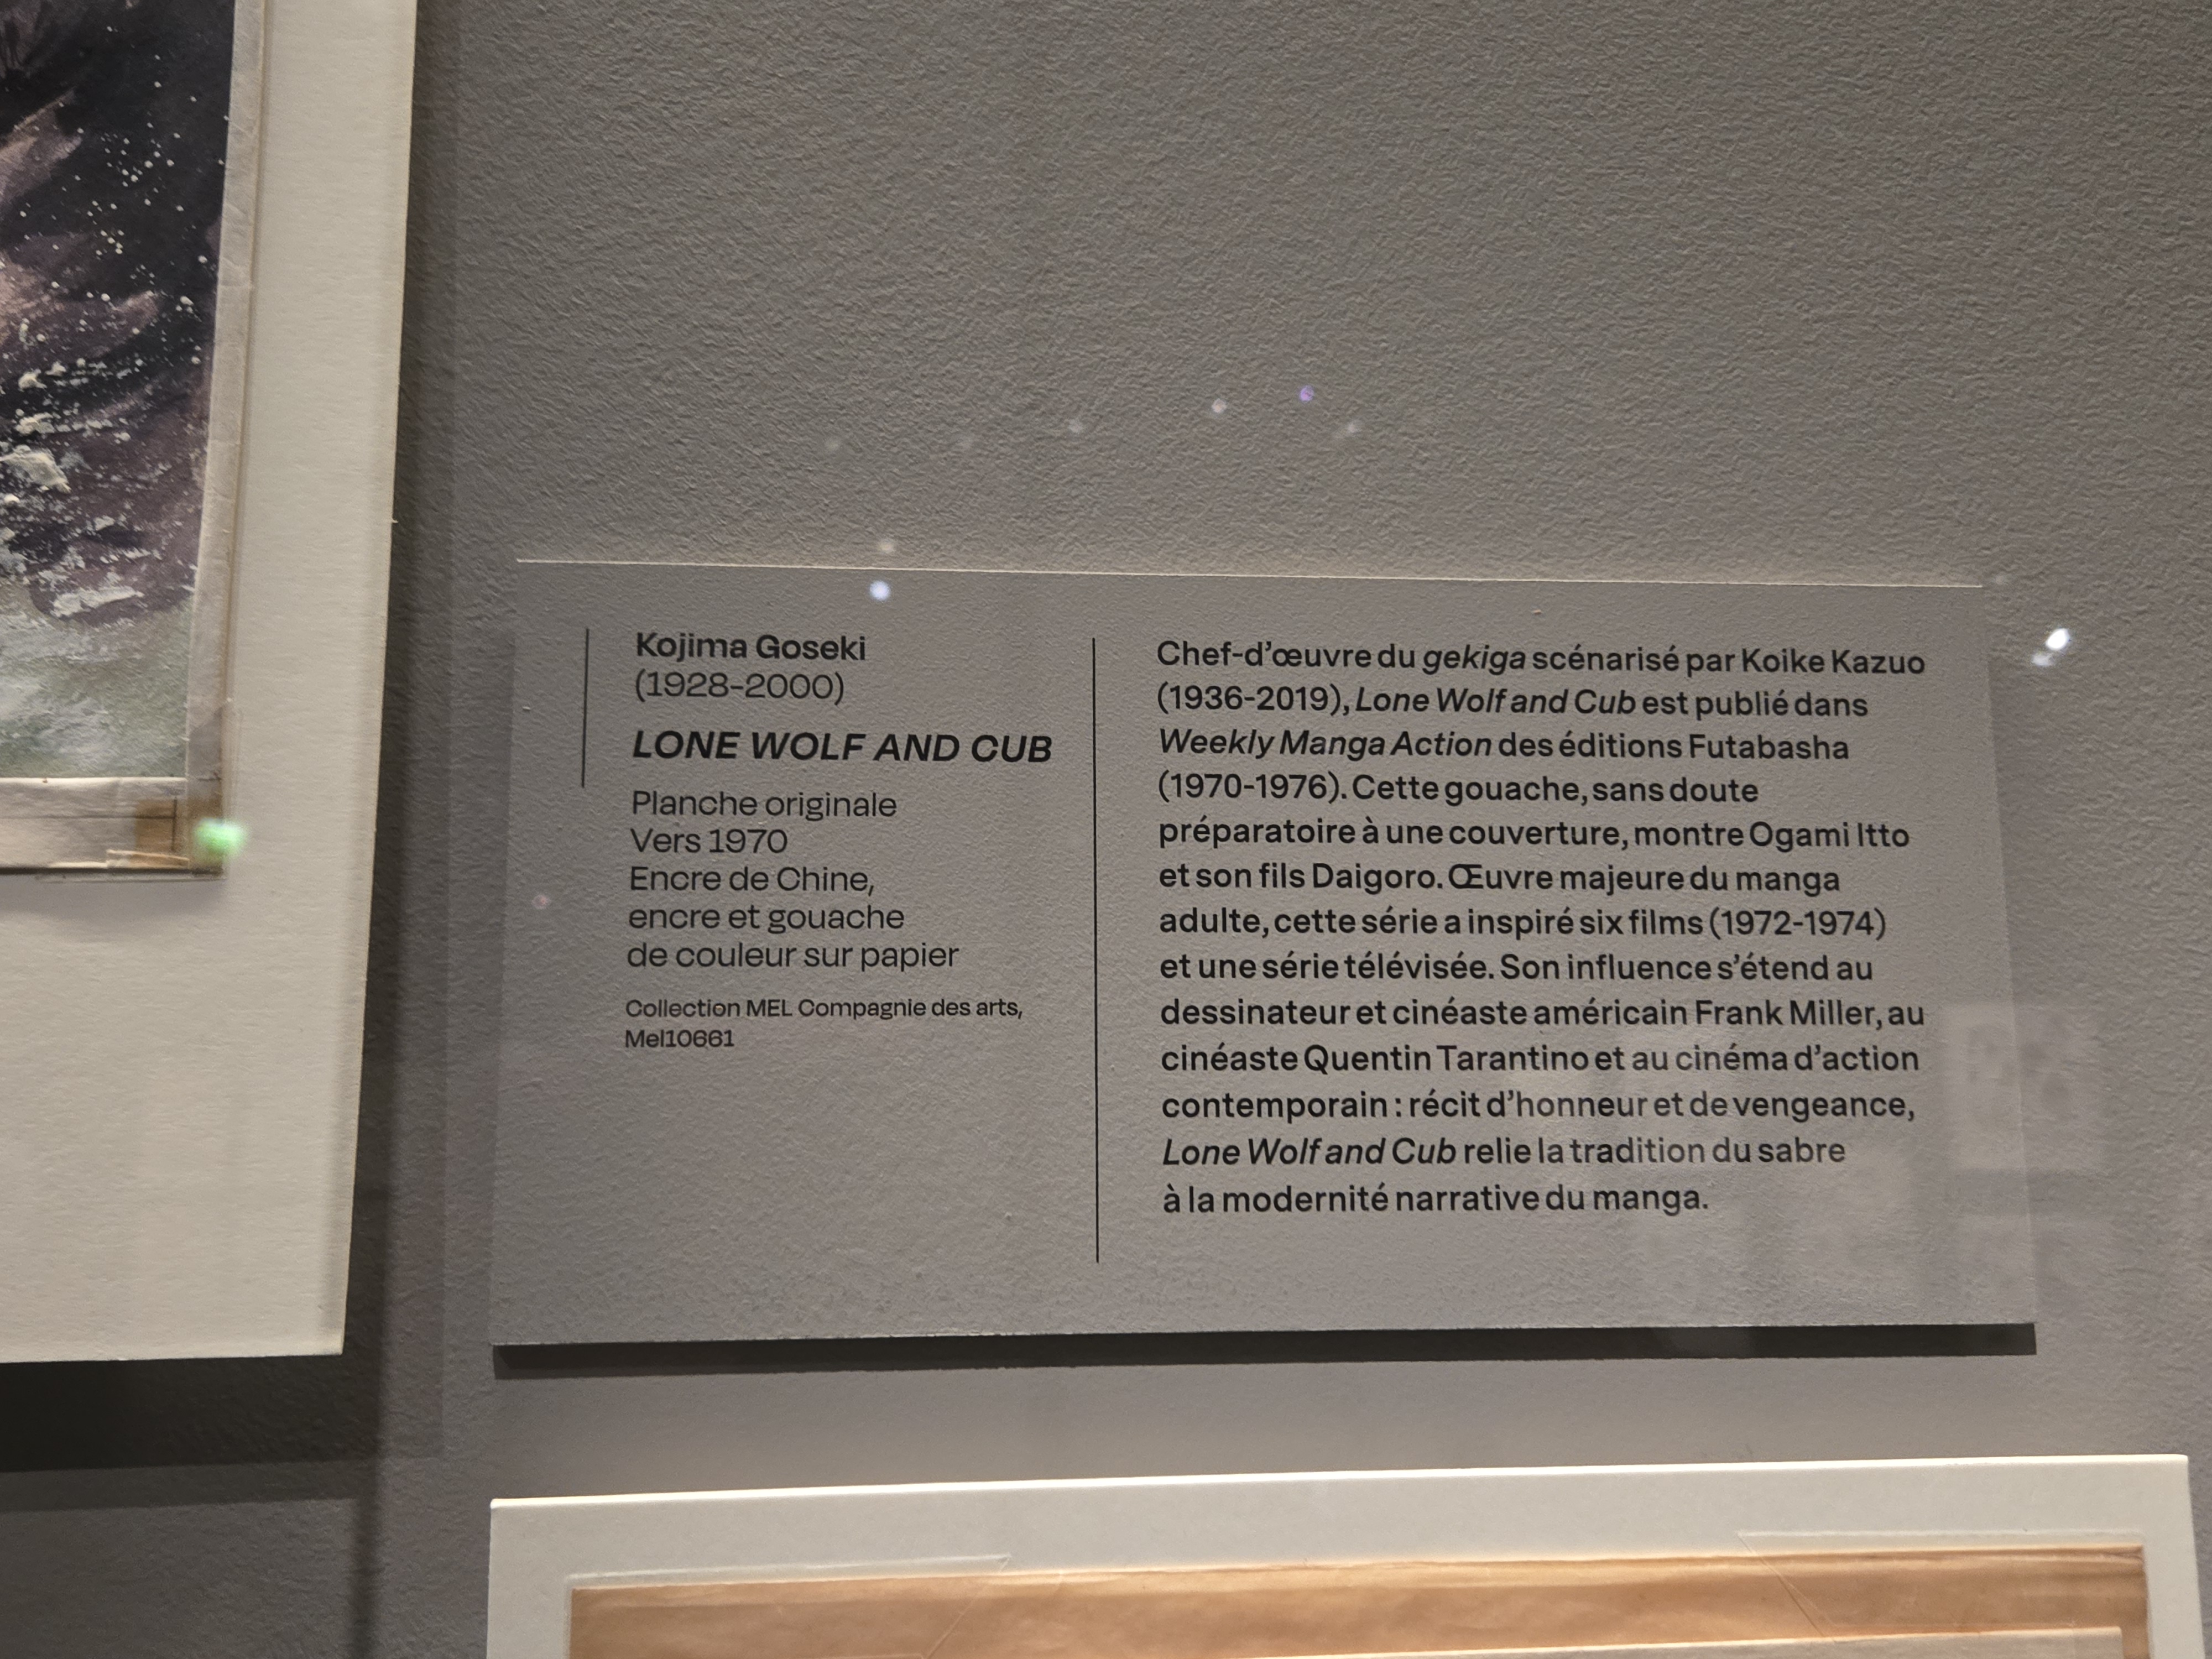 Kojima Goseki
(1928-2000)
LONE WOLF AND CUB
Planche originale
Vers 1970
Encre de Chine,
encre et gouache
de couleur sur papier
Collection MEL Compagnie des arts,
Mel10661
Chef-d’œuvre du gekiga scénarisé par Koike Kazuo
(1936-2019), Lone Wolf and Cub est publié dans
Weekly Manga Action des éditions Futabasha
(1970-1976). Cette gouache, sans doute
préparatoire à une couverture, montre Ogami Itto
et son fils Daigoro. Œuvre majeure du manga
adulte, cette série a inspiré six films (1972-1974)
et une série télévisée. Son influence s’étend au
dessinateur et cinéaste américain Frank Miller, au
cinéaste Quentin Tarantino et au cinéma d’action
contemporain : récit d’honneur et de vengeance,
Lone Wolf and Cub relie la tradition du sabre
à la modernité narrative du manga.